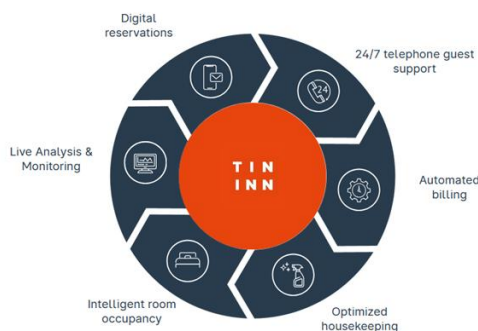 Digital
reservations
24/7 telephone guest
support
24
Live Analysis &
Monitoring
TIN
INN
Automated
billing
Intelligent room
occupancy
Optimized
housekeeping